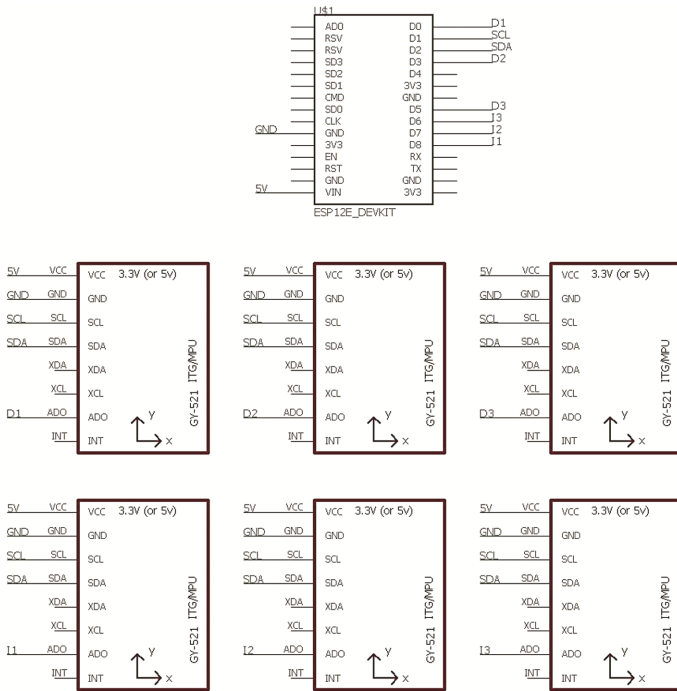 U$1
AD0 D0 D1
RSV D1 SCL
RSV D2 SDA
SD3 D3 D2
SD2 D4
SD1 3V3
CMD GND
SD0 D5 D3
CLK D6 I3
GND GND D7 I2
3V3 D8 I1
EN RX
RST TX
GND GND
5V VIN 3V3
ESP12E_DEVKIT
5V VCC VCC 3.3V (or 5v)
GND GND GND
SCL SCL SCL
SDA SDA SDA
XDA XDA
XCL XCL
D1 ADO ADO
INT INT
y
x
GY-521 ITG/MPU
5V VCC VCC 3.3V (or 5v)
GND GND GND
SCL SCL SCL
SDA SDA SDA
XDA XDA
XCL XCL
D2 ADO ADO
INT INT
y
x
GY-521 ITG/MPU
5V VCC VCC 3.3V (or 5v)
GND GND GND
SCL SCL SCL
SDA SDA SDA
XDA XDA
XCL XCL
D3 ADO ADO
INT INT
y
x
GY-521 ITG/MPU
5V VCC VCC 3.3V (or 5v)
GND GND GND
SCL SCL SCL
SDA SDA SDA
XDA XDA
XCL XCL
I1 ADO ADO
INT INT
y
x
GY-521 ITG/MPU
5V VCC VCC 3.3V (or 5v)
GND GND GND
SCL SCL SCL
SDA SDA SDA
XDA XDA
XCL XCL
I2 ADO ADO
INT INT
y
x
GY-521 ITG/MPU
5V VCC VCC 3.3V (or 5v)
GND GND GND
SCL SCL SCL
SDA SDA SDA
XDA XDA
XCL XCL
I3 ADO ADO
INT INT
y
x
GY-521 ITG/MPU